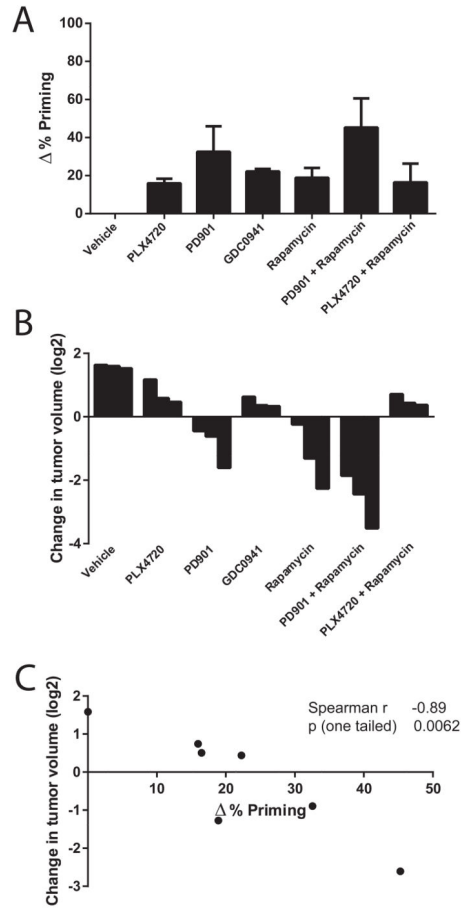 A
Δ % Priming
100
80
60
40
20
0
Vehicle
PLX4720
PD901
GDC0941
Rapamycin
PD901 + Rapamycin
PLX4720 + Rapamycin
B
Change in tumor volume (log2)
2
0
-2
-4
Vehicle
PLX4720
PD901
GDC0941
Rapamycin
PD901 + Rapamycin
PLX4720 + Rapamycin
C
Change in tumor volume (log2)
2
1
0
-1
-2
-3
Spearman r -0.89
p (one tailed) 0.0062
10 20 30 40 50
Δ % Priming